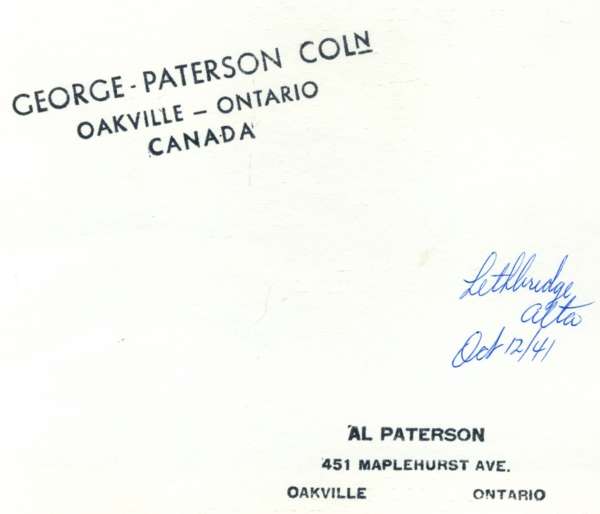 GEORGE-PATERSON COLN
OAKVILLE - ONTARIO
CANADA
Lethbridge
Alta
Oct 12/41
AL PATERSON
451 MAPLEHURST AVE.
OAKVILLE ONTARIO